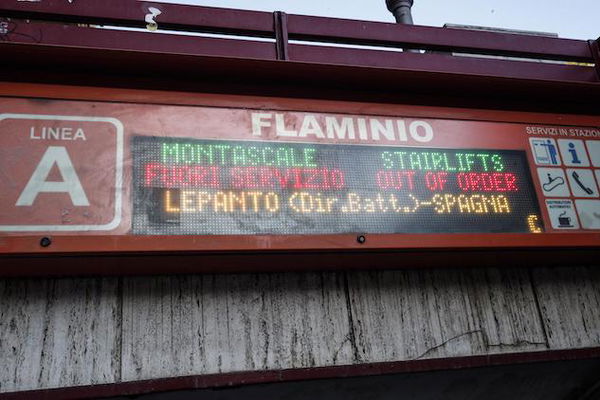 FLAMINIO
LINEA
A
MONTASCALE STAIRLIFTS
FUORI SERVIZIO OUT OF ORDER
LEPANTO (Dir.Batt.)-SPAGNA
SERVIZI IN STAZIONE